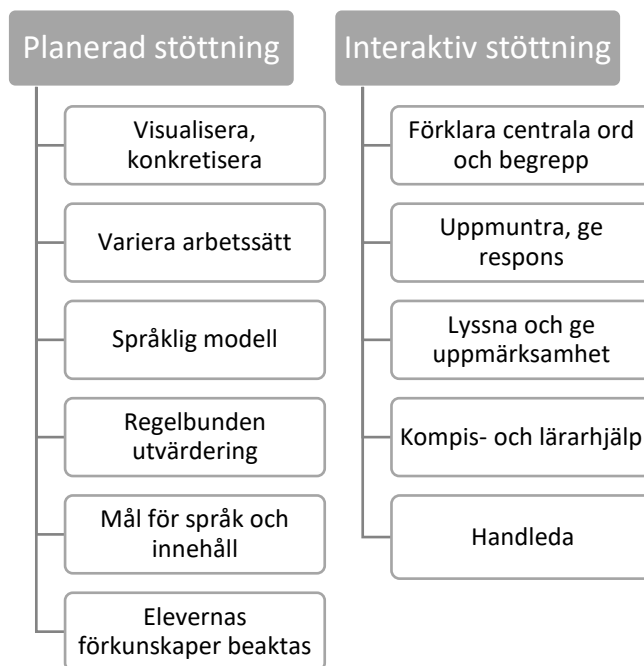 Planerad stöttning
Visualisera,
konkretisera
Variera arbetssätt
Språklig modell
Regelbunden
utvärdering
Mål för språk och
innehåll
Elevernas
förkunskaper beaktas
Interaktiv stöttning
Förklara centrala ord
och begrepp
Uppmuntra, ge
respons
Lyssna och ge
uppmärksamhet
Kompis- och lärarhjälp
Handleda